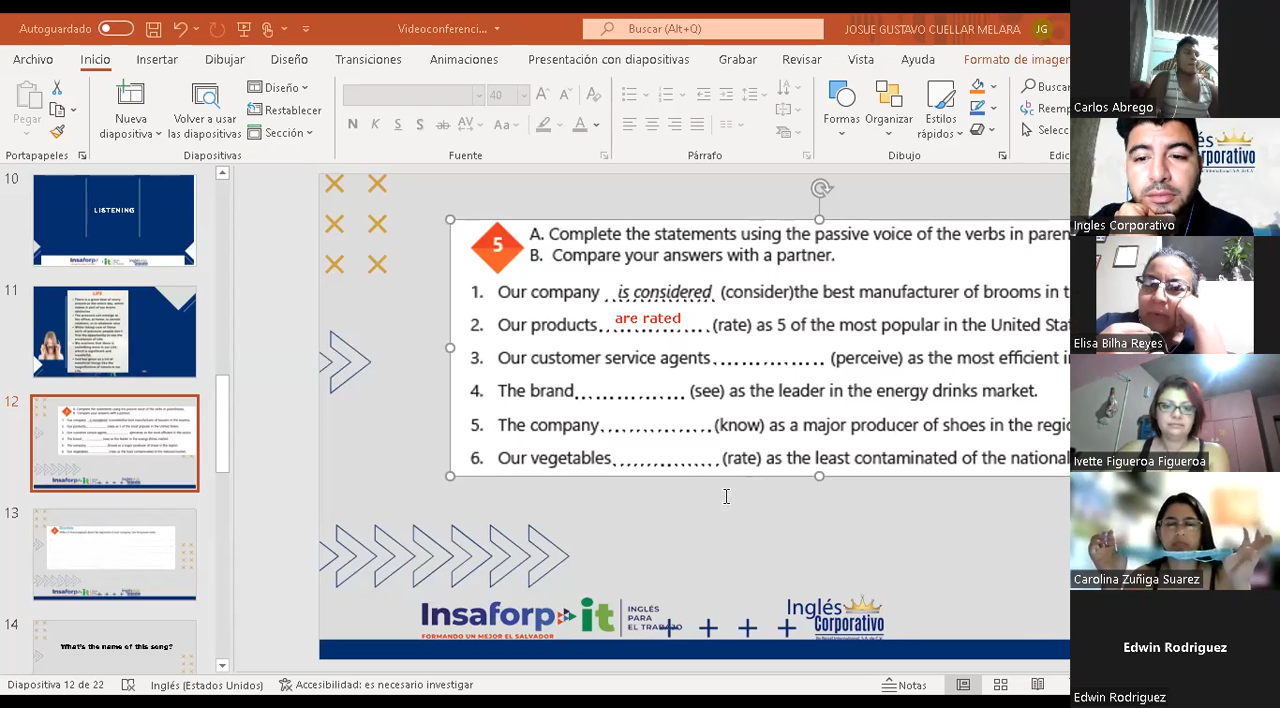 Autoguardado
Videoconferenci...
Buscar (Alt+Q)
JOSUE GUSTAVO CUELLAR MELARA
JG
Archivo Inicio Insertar Dibujar Diseño Transiciones Animaciones Presentación con diapositivas Grabar Revisar Vista Ayuda Formato de imagen
Pegar
Nueva diapositiva
Volver a usar las diapositivas
Diseño
Restablecer
Sección
40
N K S S ab AV Aa A
Formas
Organizar
Estilos rápidos
Buscar
Reemp
Selecc
Portapapeles
Diapositivas
Fuente
Párrafo
Dibujo
Edic
10
LISTENING
11
LIFE
12
13
14
What's the name of this song?
5
A. Complete the statements using the passive voice of the verbs in paren
B. Compare your answers with a partner.
1. Our company is considered (consider)the best manufacturer of brooms in t
are rated
2. Our products............(rate) as 5 of the most popular in the United Sta
3. Our customer service agents............ (perceive) as the most efficient i
4. The brand............ (see) as the leader in the energy drinks market.
5. The company............(know) as a major producer of shoes in the regi
6. Our vegetables............(rate) as the least contaminated of the national
Insaforp it
FORMANDO UN MEJOR EL SALVADOR
INGLÉS
PARA
EL TRABAJO
Inglés
Corporativo
Diapositiva 12 de 22
Inglés (Estados Unidos)
Accesibilidad: es necesario investigar
Notas
Carlos Abrego
Ingles Corporativo
Elisa Bilha Reyes
Ivette Figueroa Figueroa
Carolina Zuñiga Suarez
Edwin Rodriguez
Edwin Rodriguez